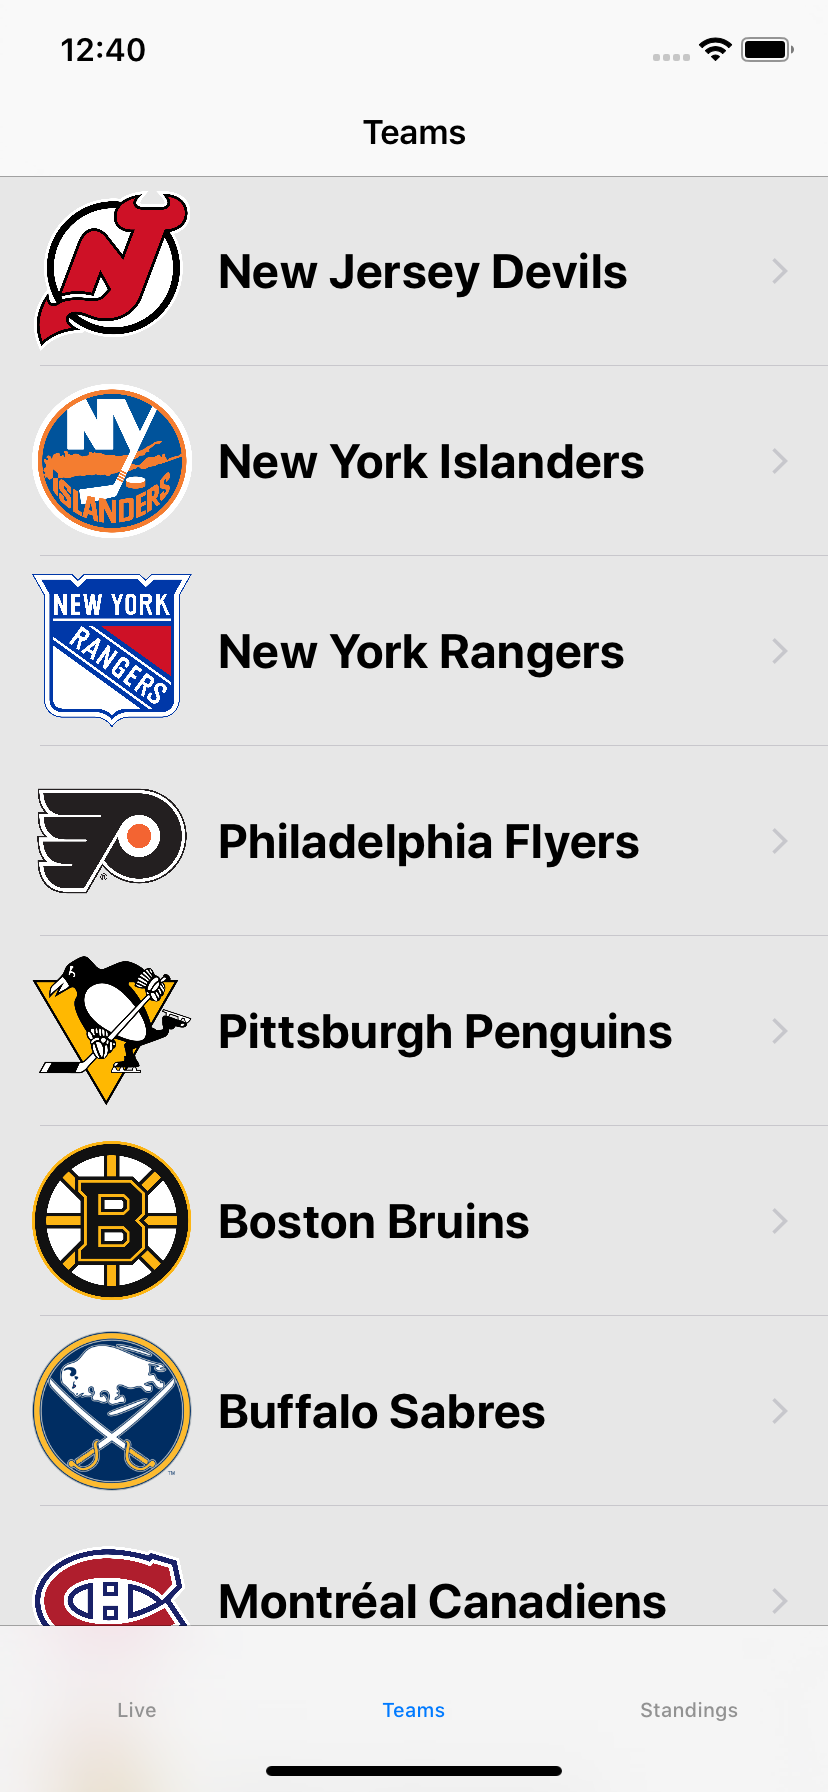 12:40
Teams
New Jersey Devils
NY
ISLANDERS
New York Islanders
NEW YORK
RANGERS
New York Rangers
®
Philadelphia Flyers
Pittsburgh Penguins
B
Boston Bruins
TM
Buffalo Sabres
Montréal Canadiens
Live
Teams
Standings